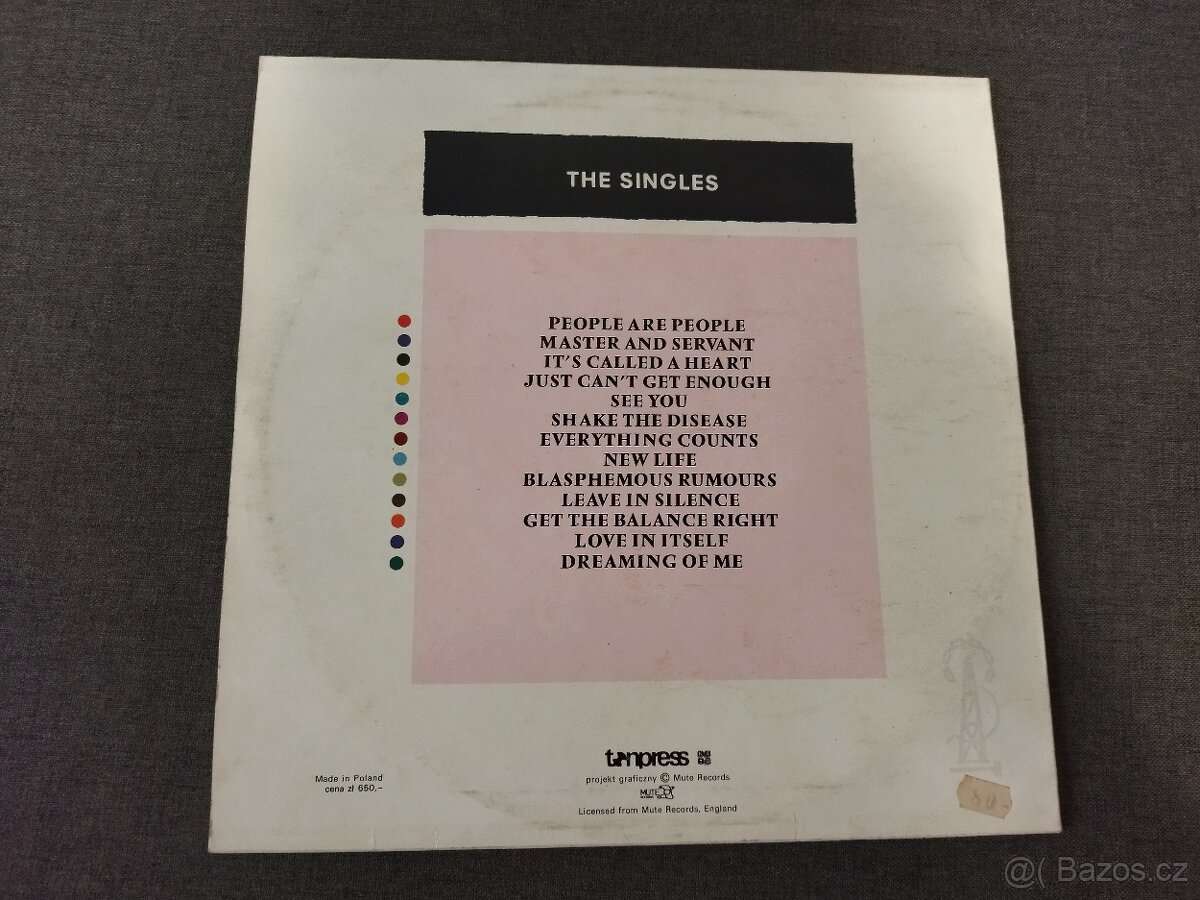 THE SINGLES
PEOPLE ARE PEOPLE
MASTER AND SERVANT
IT'S CALLED A HEART
JUST CAN'T GET ENOUGH
SEE YOU
SHAKE THE DISEASE
EVERYTHING COUNTS
NEW LIFE
BLASPHEMOUS RUMOURS
LEAVE IN SILENCE
GET THE BALANCE RIGHT
LOVE IN ITSELF
DREAMING OF ME
tonpress
Made in Poland
cena zł 650,–
projekt graficzny © Mute Records
MUTE
Licensed from Mute Records, England
80-
@( Bazos.cz